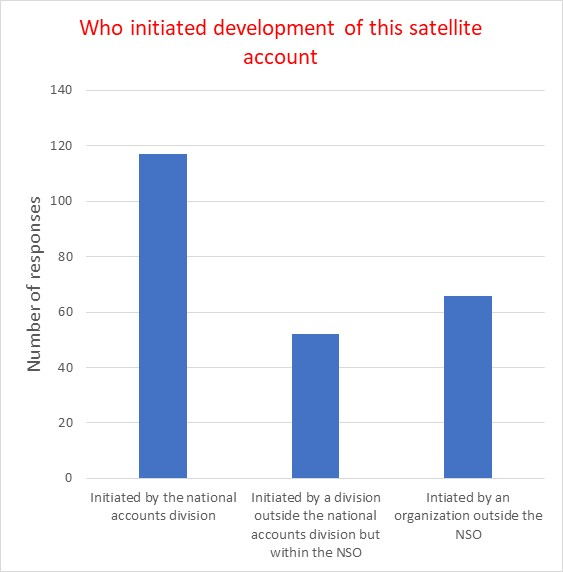 Who initiated development of this satellite
account
140
120
100
80
60
40
20
0
Number of responses
Initiated by the national
accounts division
Initiated by a division
outside the national
accounts division but
within the NSO
Intiated by an
organization outside the
NSO